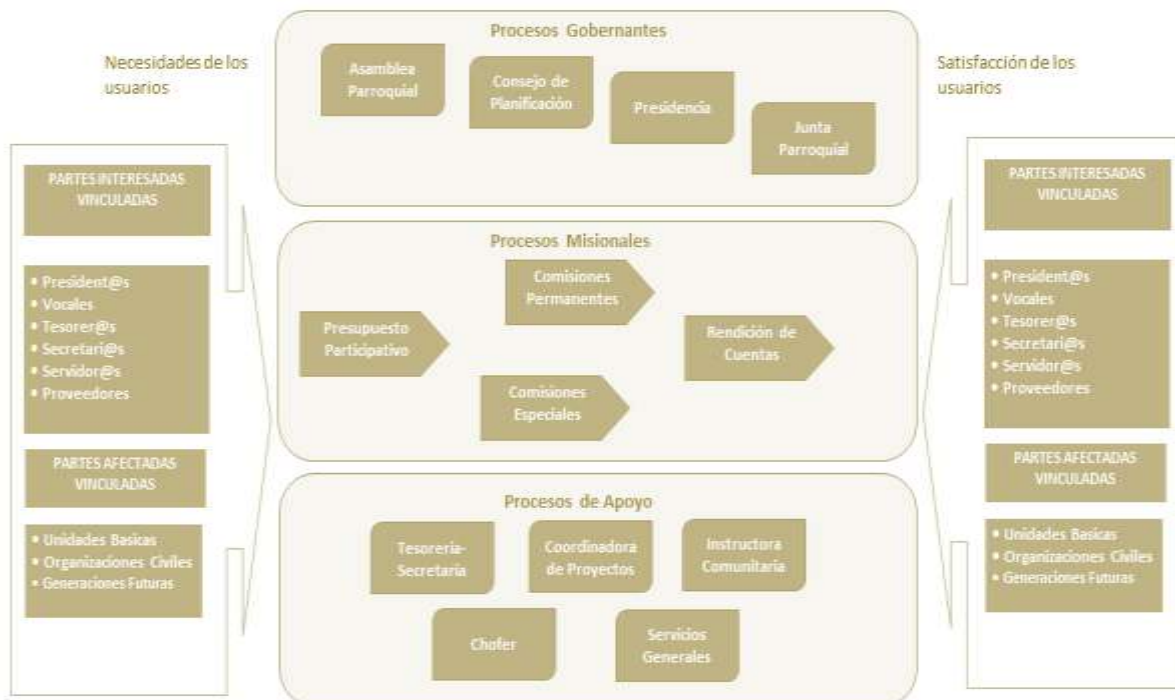 Necesidades de los
usuarios
PARTES INTERESADAS
VINCULADAS
• President@s
• Vocales
• Tesorer@s
• Secretari@s
• Servidor@s
• Proveedores
PARTES AFECTADAS
VINCULADAS
• Unidades Basicas
• Organizaciones Civiles
• Generaciones Futuras
Procesos Gobernantes
Asamblea
Parroquial
Consejo de
Planificación
Presidencia
Junta
Parroquial
Procesos Misionales
Presupuesto
Participativo
Comisiones
Permanentes
Comisiones
Especiales
Rendición de
Cuentas
Procesos de Apoyo
Tesoreria-
Secretaria
Coordinadora
de Proyectos
Instructora
Comunitaria
Chofer
Servicios
Generales
Satisfacción de los
usuarios
PARTES INTERESADAS
VINCULADAS
• President@s
• Vocales
• Tesorer@s
• Secretari@s
• Servidor@s
• Proveedores
PARTES AFECTADAS
VINCULADAS
• Unidades Basicas
• Organizaciones Civiles
• Generaciones Futuras